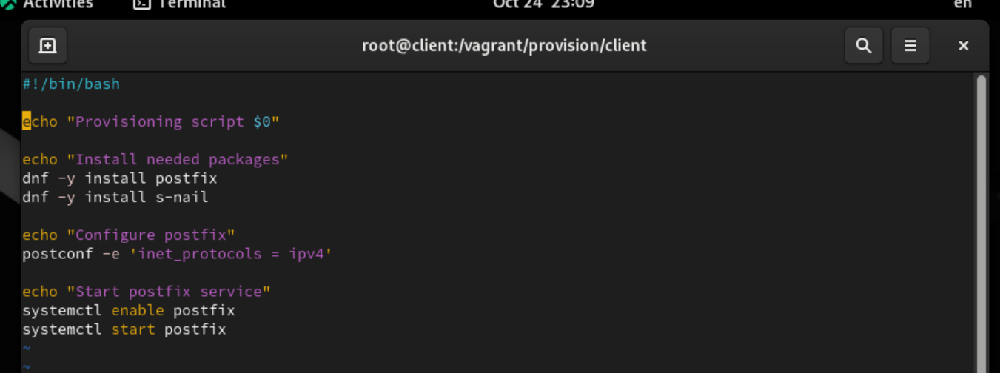 Activities Terminal Oct 24 23:09 en
root@client:/vagrant/provision/client
#!/bin/bash
echo "Provisioning script $0"
echo "Install needed packages"
dnf -y install postfix
dnf -y install s-nail
echo "Configure postfix"
postconf -e 'inet_protocols = ipv4'
echo "Start postfix service"
systemctl enable postfix
systemctl start postfix
~
~